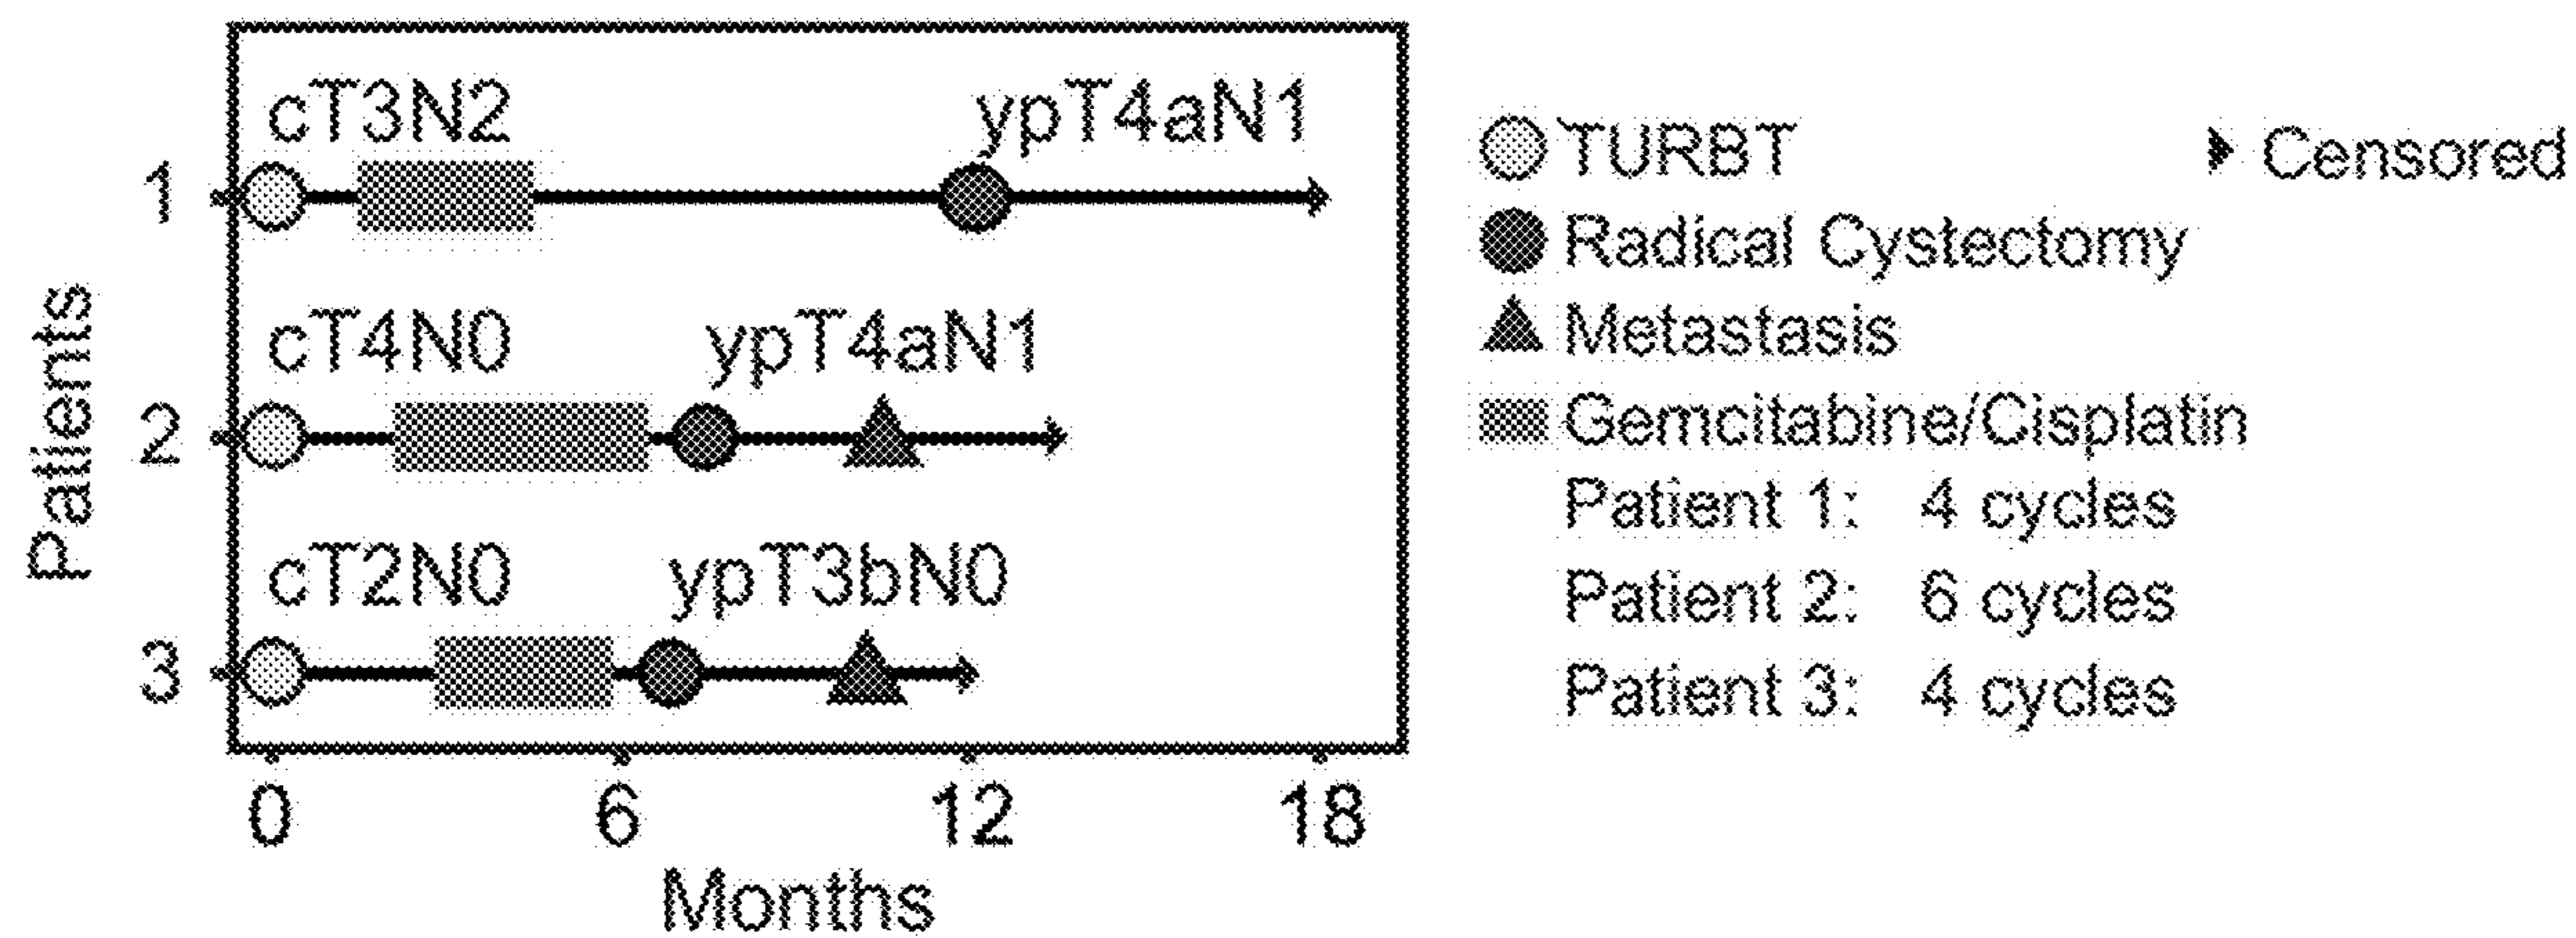 cT3N2 ypT4aN1
1
cT4N0 ypT4aN1
2
cT2N0 ypT3bN0
3
Patients
0 6 12 18
Months
TURBT
Censored
Radical Cystectomy
Metastasis
Gemcitabine/Cisplatin
Patient 1: 4 cycles
Patient 2: 6 cycles
Patient 3: 4 cycles